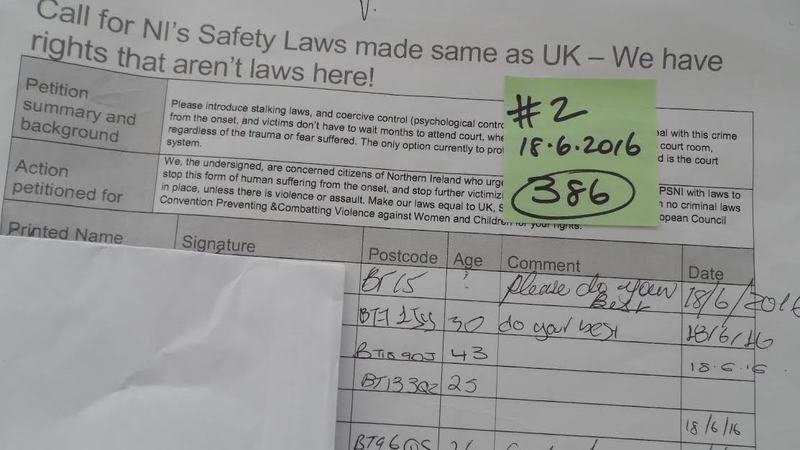 Call for NI's Safety Laws made same as UK – We have
rights that aren't laws here!
Petition
summary and
background
Please introduce stalking laws, and coercive control (psychological contr
from the onset, and victims don't have to wait months to attend court, whe
regardless of the trauma or fear suffered. The only option currently to pro
system.
eal with this crime
court room,
d is the court
#2
18.6.2016
386
Action
petitioned for
We, the undersigned, are concerned citizens of Northern Ireland who urge
stop this form of human suffering from the onset, and stop further victimiz
in place, unless there is violence or assault. Make our laws equal to UK, S
Convention Preventing &Combatting Violence against Women and Children for your rights.
PSNI with laws to
no criminal laws
opean Council
Printed Name Signature Postcode Age Comment Date
BT15 ? please do your Best 18/6/2016
30 do your best 18/6/16
43 18.6.16
25
18/6/16